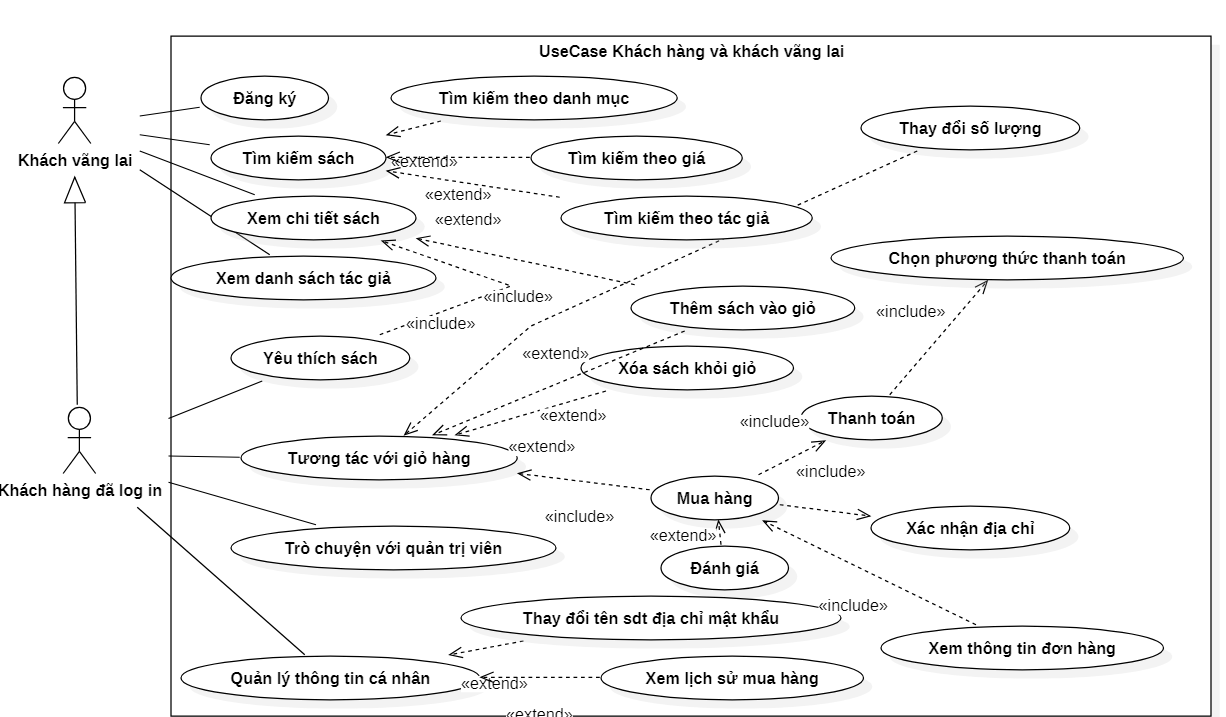 UseCase Khách hàng và khách vãng lai
Đăng ký
Tìm kiếm theo danh mục
Thay đổi số lượng
Khách vãng lai
Tìm kiếm sách
«extend»
Tìm kiếm theo giá
«extend»
Xem chi tiết sách
«extend»
Tìm kiếm theo tác giả
Xem danh sách tác giả
Chọn phương thức thanh toán
«include»
Thêm sách vào giỏ
«include»
«include»
Yêu thích sách
«extend»
Xóa sách khỏi giỏ
«extend»
«include»
Thanh toán
Tương tác với giỏ hàng
«extend»
«include»
Khách hàng đã log in
Mua hàng
«include»
Xác nhận địa chỉ
«extend»
Trò chuyện với quản trị viên
Đánh giá
Thay đổi tên sdt địa chỉ mật khẩu
«include»
Xem thông tin đơn hàng
Quản lý thông tin cá nhân
«extend»
Xem lịch sử mua hàng
«extend»